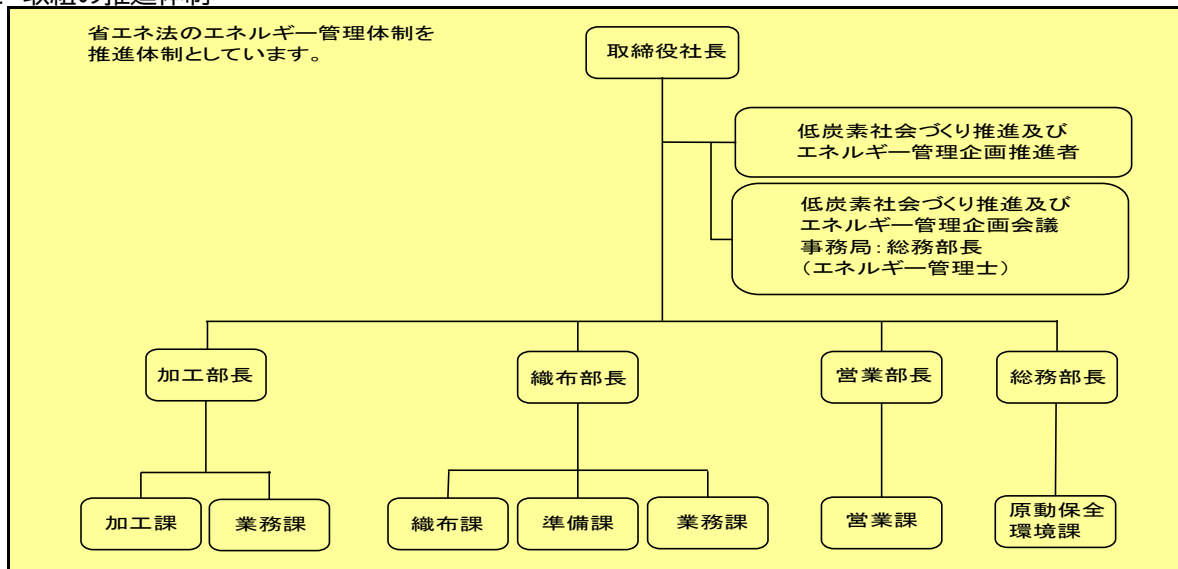 取組の推進体制
省エネ法のエネルギー管理体制を
推進体制としています。
取締役社長
低炭素社会づくり推進及び
エネルギー管理企画推進者
低炭素社会づくり推進及び
エネルギー管理企画会議
事務局：総務部長
（エネルギー管理士）
加工部長
織布部長
営業部長
総務部長
加工課
業務課
織布課
準備課
業務課
営業課
原動保全
環境課